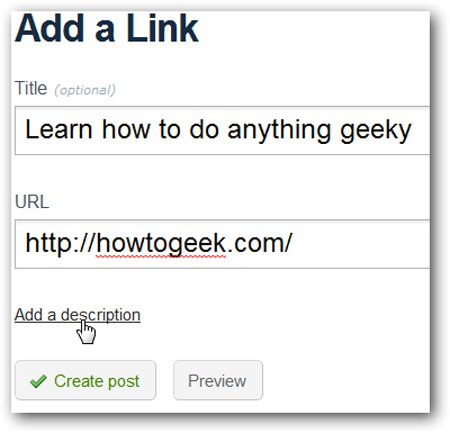 Add a Link
Title (optional)
Learn how to do anything geeky
URL
http://howtogeek.com/
Add a description
Create post Preview